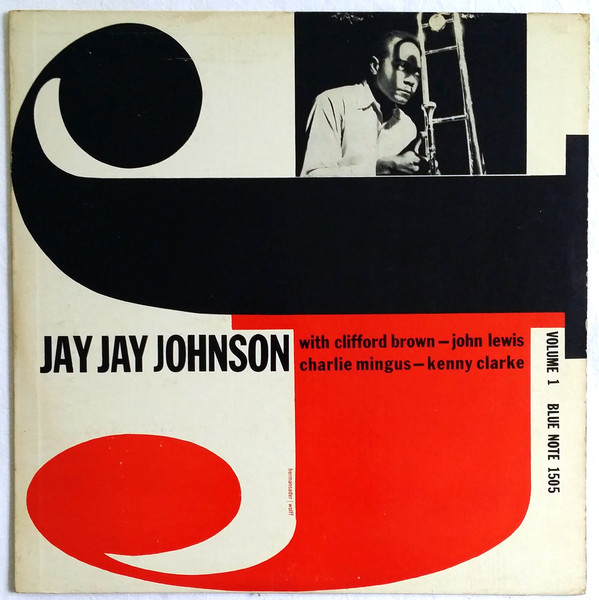 JAY JAY JOHNSON
with clifford brown — john lewis
charlie mingus — kenny clarke
VOLUME 1 BLUE NOTE 1505
hermansader | wolff